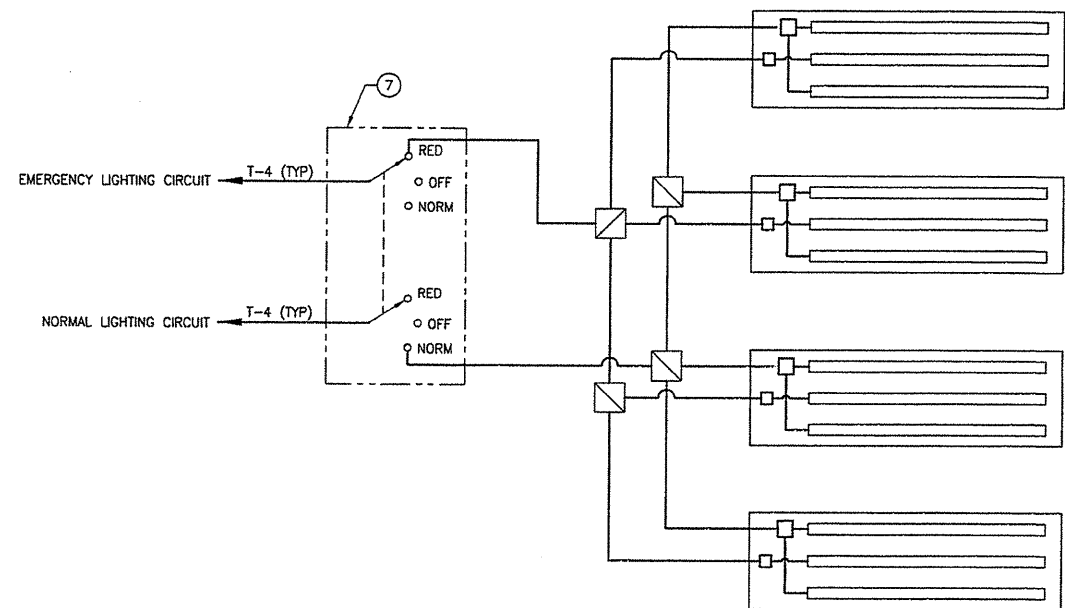 7
RED
EMERGENCY LIGHTING CIRCUIT
T-4 (TYP)
OFF
NORM
RED
NORMAL LIGHTING CIRCUIT
T-4 (TYP)
OFF
NORM